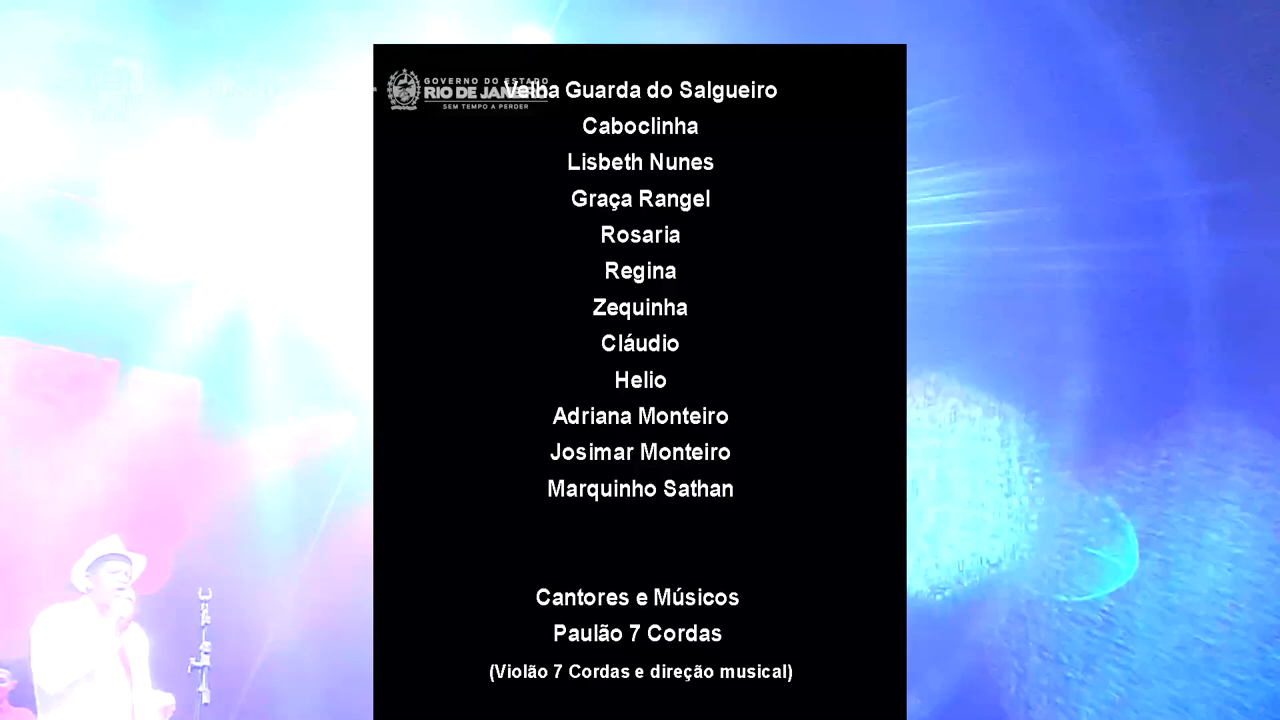 GOVERNO DO ESTADO
RIO DE JANEIRO
SEM TEMPO A PERDER
Velha Guarda do Salgueiro
Caboclinha
Lisbeth Nunes
Graça Rangel
Rosaria
Regina
Zequinha
Cláudio
Helio
Adriana Monteiro
Josimar Monteiro
Marquinho Sathan
Cantores e Músicos
Paulão 7 Cordas
(Violão 7 Cordas e direção musical)